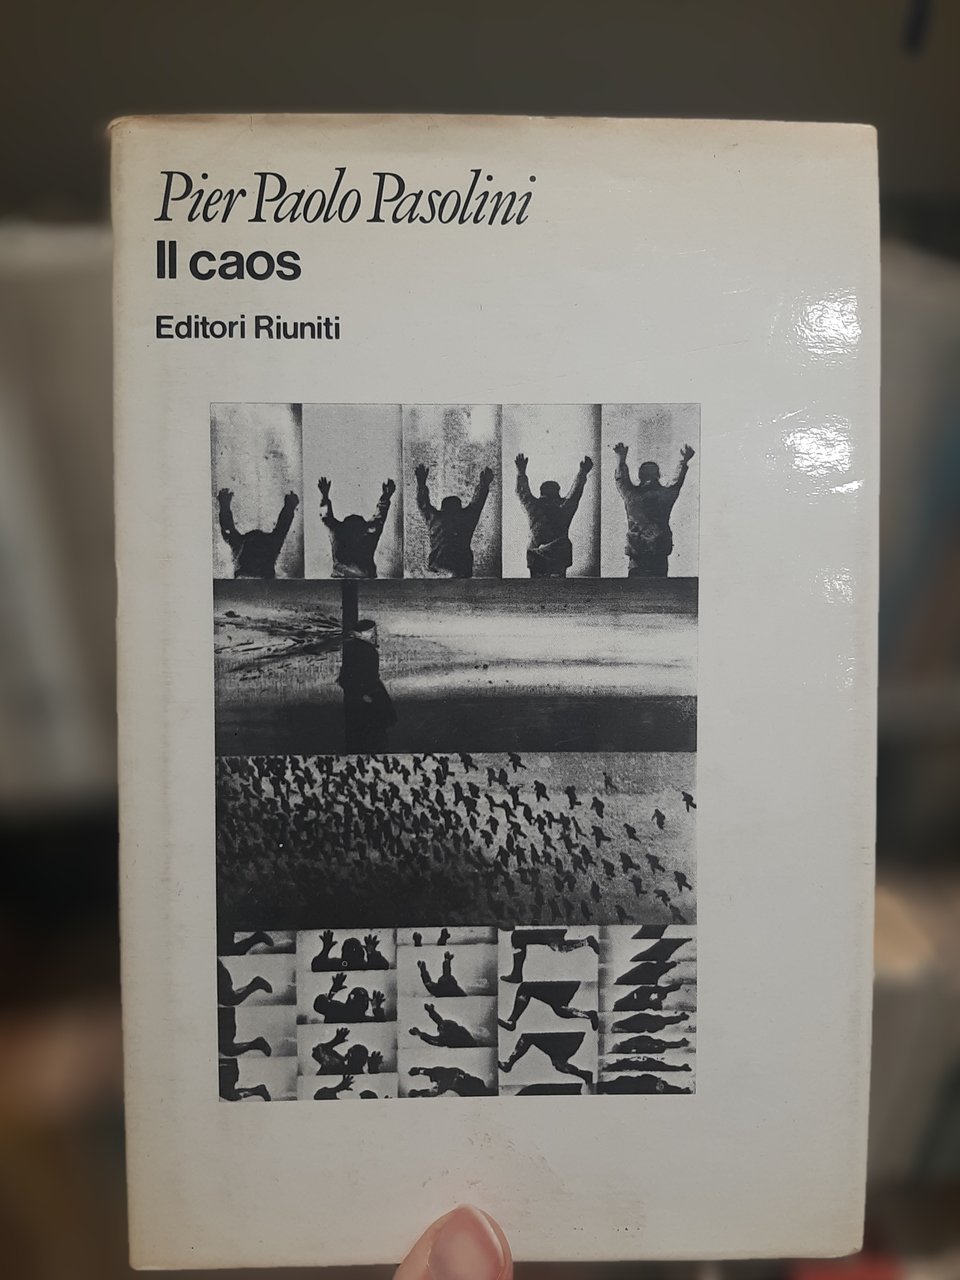 Pier Paolo Pasolini
Il caos
Editori Riuniti